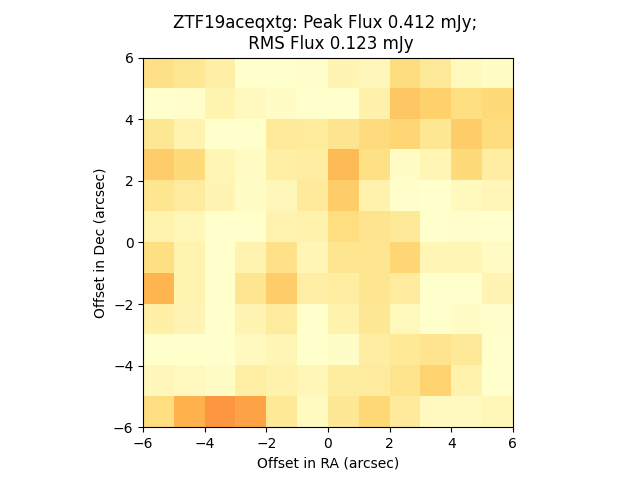 ZTF19aceqxtg: Peak Flux 0.412 mJy;
RMS Flux 0.123 mJy
6
4
2
0
−2
−4
−6
Offset in Dec (arcsec)
−6 −4 −2 0 2 4 6
Offset in RA (arcsec)